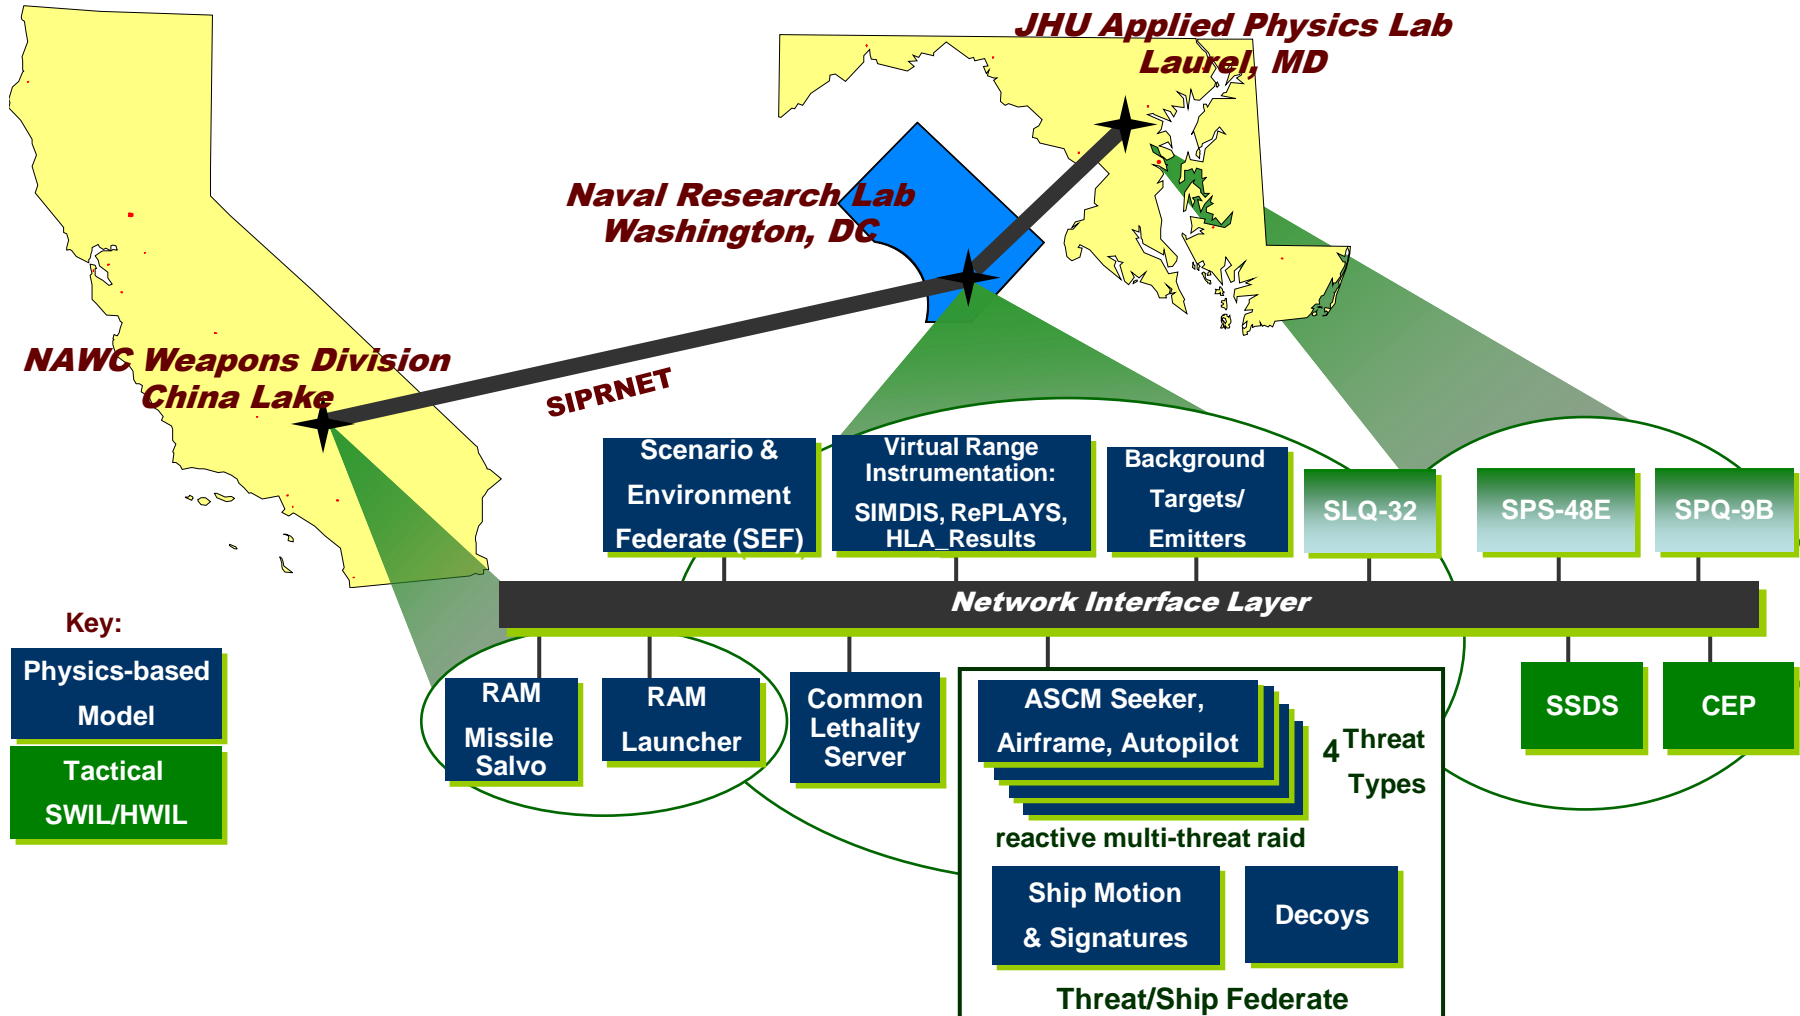 JHU Applied Physics Lab
Laurel, MD
Naval Research Lab
Washington, DC
NAWC Weapons Division
China Lake
SIPRNET
Scenario &
Environment
Federate (SEF)
Virtual Range
Instrumentation:
SIMDIS, RePLAYS,
HLA_Results
Background
Targets/
Emitters
SLQ-32
SPS-48E
SPQ-9B
Network Interface Layer
Key:
Physics-based
Model
Tactical
SWIL/HWIL
RAM
Missile
Salvo
RAM
Launcher
Common
Lethality
Server
ASCM Seeker,
Airframe, Autopilot
4 Threat
Types
reactive multi-threat raid
Ship Motion
& Signatures
Decoys
Threat/Ship Federate
SSDS
CEP